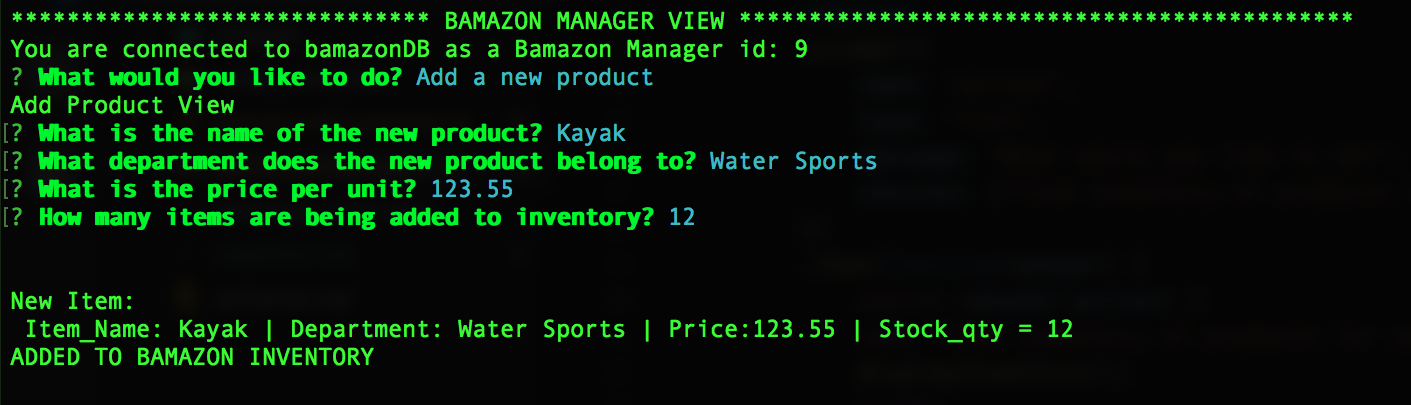 ****************************** BAMAZON MANAGER VIEW ********************************************
You are connected to bamazonDB as a Bamazon Manager id: 9
? What would you like to do? Add a new product
Add Product View
[? What is the name of the new product? Kayak
[? What department does the new product belong to? Water Sports
[? What is the price per unit? 123.55
[? How many items are being added to inventory? 12
New Item:
Item_Name: Kayak | Department: Water Sports | Price:123.55 | Stock_qty = 12
ADDED TO BAMAZON INVENTORY